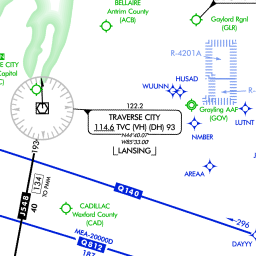 BELLAIRE
Antrim County
(ACB)
Gaylord Rgnl
(GLR)
R-4201A
E CITY
Capital
C)
HUSAD
WUUNN
R-
122.2
TRAVERSE CITY
114.6 TVC (VH) (DH) 93
N44°40.07'
W85°33.00'
[LANSING]
Grayling AAF
(GOV)
LUTNT
NMBER
193
AREAA
134
TO PMM
J548
40
Q140
CADILLAC
Wexford County
(CAD)
296
MEA-20000D
Q812
187
DAYYY